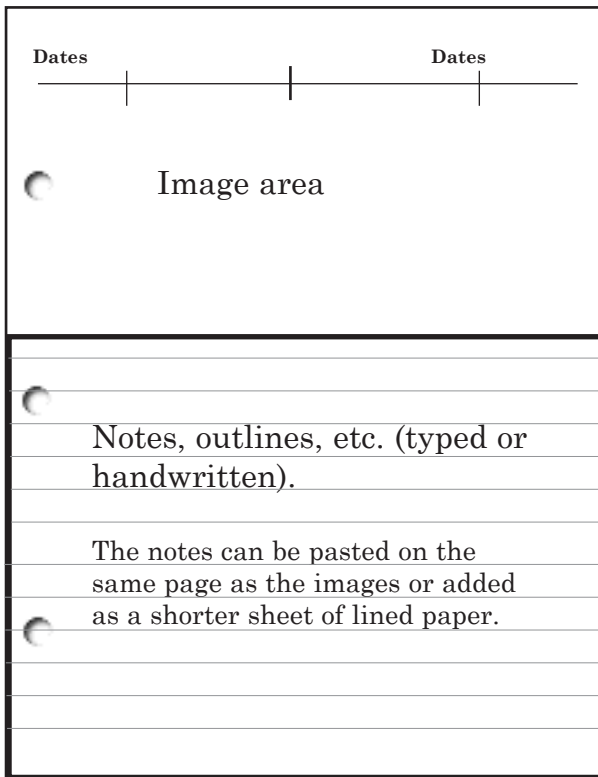 Dates Dates
Image area
Notes, outlines, etc. (typed or
handwritten).
The notes can be pasted on the
same page as the images or added
as a shorter sheet of lined paper.